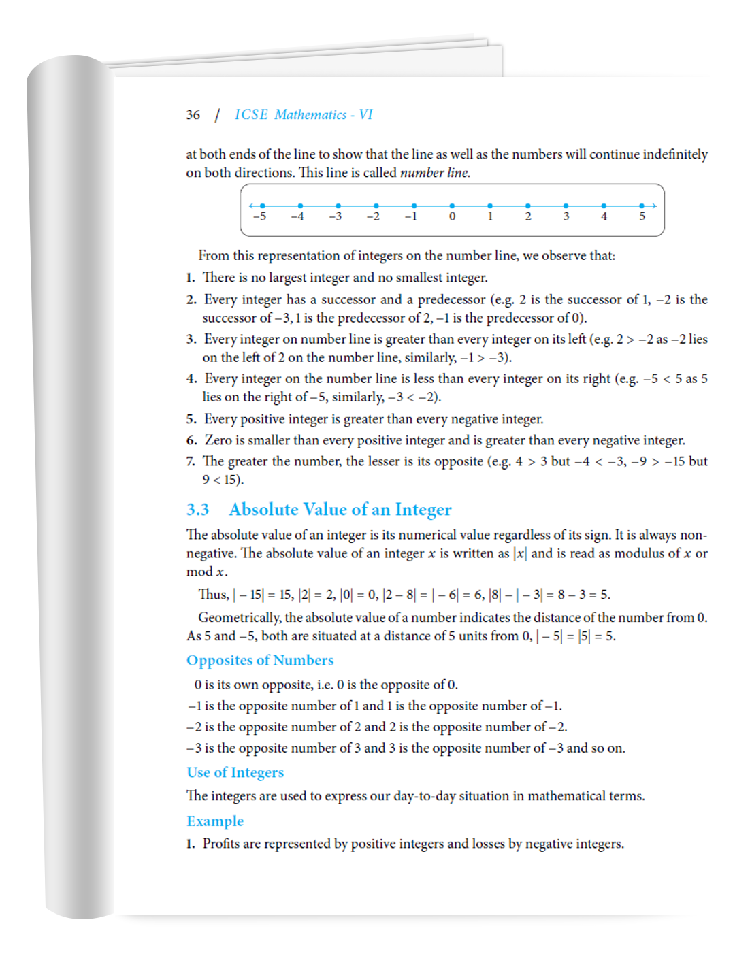 36 / ICSE Mathematics - VI
at both ends of the line to show that the line as well as the numbers will continue indefinitely
on both directions. This line is called number line.
−5 −4 −3 −2 −1 0 1 2 3 4 5
From this representation of integers on the number line, we observe that:
1. There is no largest integer and no smallest integer.
2. Every integer has a successor and a predecessor (e.g. 2 is the successor of 1, −2 is the
successor of −3, 1 is the predecessor of 2, −1 is the predecessor of 0).
3. Every integer on number line is greater than every integer on its left (e.g. 2 > −2 as −2 lies
on the left of 2 on the number line, similarly, −1 > −3).
4. Every integer on the number line is less than every integer on its right (e.g. −5 < 5 as 5
lies on the right of −5, similarly, −3 < −2).
5. Every positive integer is greater than every negative integer.
6. Zero is smaller than every positive integer and is greater than every negative integer.
7. The greater the number, the lesser is its opposite (e.g. 4 > 3 but −4 < −3, −9 > −15 but
9 < 15).
3.3 Absolute Value of an Integer
The absolute value of an integer is its numerical value regardless of its sign. It is always non-
negative. The absolute value of an integer x is written as |x| and is read as modulus of x or
mod x.
Thus, | − 15| = 15, |2| = 2, |0| = 0, |2 − 8| = | − 6| = 6, |8| − | − 3| = 8 − 3 = 5.
Geometrically, the absolute value of a number indicates the distance of the number from 0.
As 5 and −5, both are situated at a distance of 5 units from 0, | − 5| = |5| = 5.
Opposites of Numbers
0 is its own opposite, i.e. 0 is the opposite of 0.
−1 is the opposite number of 1 and 1 is the opposite number of −1.
−2 is the opposite number of 2 and 2 is the opposite number of −2.
−3 is the opposite number of 3 and 3 is the opposite number of −3 and so on.
Use of Integers
The integers are used to express our day-to-day situation in mathematical terms.
Example
1. Profits are represented by positive integers and losses by negative integers.